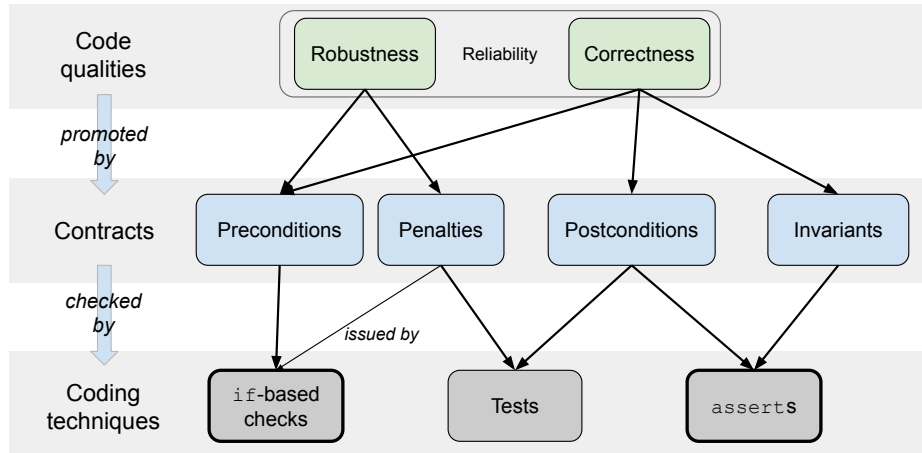 Code
qualities
Robustness
Reliability
Correctness
promoted
by
Contracts
Preconditions
Penalties
Postconditions
Invariants
checked
by
issued by
Coding
techniques
if-based
checks
Tests
asserts